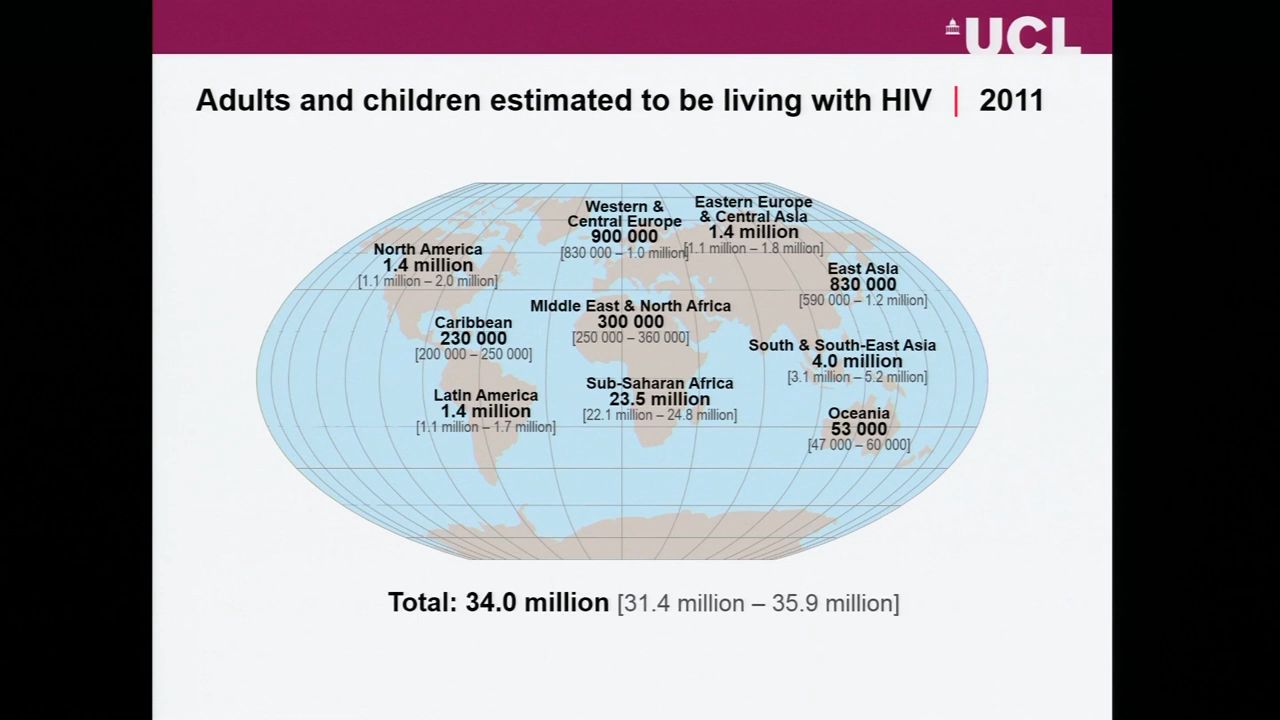 UCL
Adults and children estimated to be living with HIV | 2011
Western &
Central Europe
900 000
[830 000 – 1.0 million]
Eastern Europe
& Central Asia
1.4 million
[1.1 million – 1.8 million]
North America
1.4 million
[1.1 million – 2.0 million]
East Asia
830 000
[590 000 – 1.2 million]
Middle East & North Africa
300 000
[250 000 – 360 000]
Caribbean
230 000
[200 000 – 250 000]
South & South-East Asia
4.0 million
[3.1 million – 5.2 million]
Sub-Saharan Africa
23.5 million
[22.1 million – 24.8 million]
Latin America
1.4 million
[1.1 million – 1.7 million]
Oceania
53 000
[47 000 – 60 000]
Total: 34.0 million [31.4 million – 35.9 million]